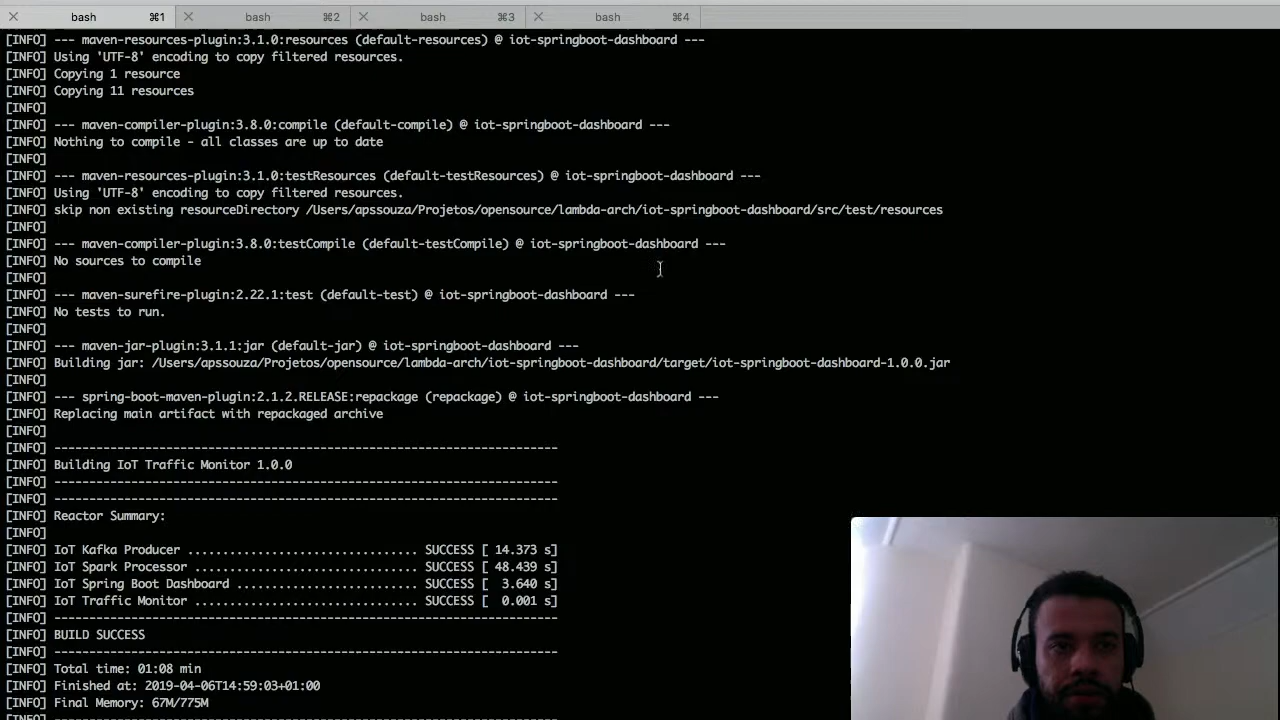 bash ⌘1 bash ⌘2 bash ⌘3 bash ⌘4
[INFO] --- maven-resources-plugin:3.1.0:resources (default-resources) @ iot-springboot-dashboard ---
[INFO] Using 'UTF-8' encoding to copy filtered resources.
[INFO] Copying 1 resource
[INFO] Copying 11 resources
[INFO]
[INFO] --- maven-compiler-plugin:3.8.0:compile (default-compile) @ iot-springboot-dashboard ---
[INFO] Nothing to compile - all classes are up to date
[INFO]
[INFO] --- maven-resources-plugin:3.1.0:testResources (default-testResources) @ iot-springboot-dashboard ---
[INFO] Using 'UTF-8' encoding to copy filtered resources.
[INFO] skip non existing resourceDirectory /Users/apssouza/Projetos/opensource/lambda-arch/iot-springboot-dashboard/src/test/resources
[INFO]
[INFO] --- maven-compiler-plugin:3.8.0:testCompile (default-testCompile) @ iot-springboot-dashboard ---
[INFO] No sources to compile
[INFO]
[INFO] --- maven-surefire-plugin:2.22.1:test (default-test) @ iot-springboot-dashboard ---
[INFO] No tests to run.
[INFO]
[INFO] --- maven-jar-plugin:3.1.1:jar (default-jar) @ iot-springboot-dashboard ---
[INFO] Building jar: /Users/apssouza/Projetos/opensource/lambda-arch/iot-springboot-dashboard/target/iot-springboot-dashboard-1.0.0.jar
[INFO]
[INFO] --- spring-boot-maven-plugin:2.1.2.RELEASE:repackage (repackage) @ iot-springboot-dashboard ---
[INFO] Replacing main artifact with repackaged archive
[INFO]
[INFO] ------------------------------------------------------------------------
[INFO] Building IoT Traffic Monitor 1.0.0
[INFO] ------------------------------------------------------------------------
[INFO] ------------------------------------------------------------------------
[INFO] Reactor Summary:
[INFO]
[INFO] IoT Kafka Producer ................................. SUCCESS [ 14.373 s]
[INFO] IoT Spark Processor ................................ SUCCESS [ 48.439 s]
[INFO] IoT Spring Boot Dashboard .......................... SUCCESS [  3.640 s]
[INFO] IoT Traffic Monitor ................................ SUCCESS [  0.001 s]
[INFO] ------------------------------------------------------------------------
[INFO] BUILD SUCCESS
[INFO] ------------------------------------------------------------------------
[INFO] Total time: 01:08 min
[INFO] Finished at: 2019-04-06T14:59:03+01:00
[INFO] Final Memory: 67M/775M
[INFO] ------------------------------------------------------------------------